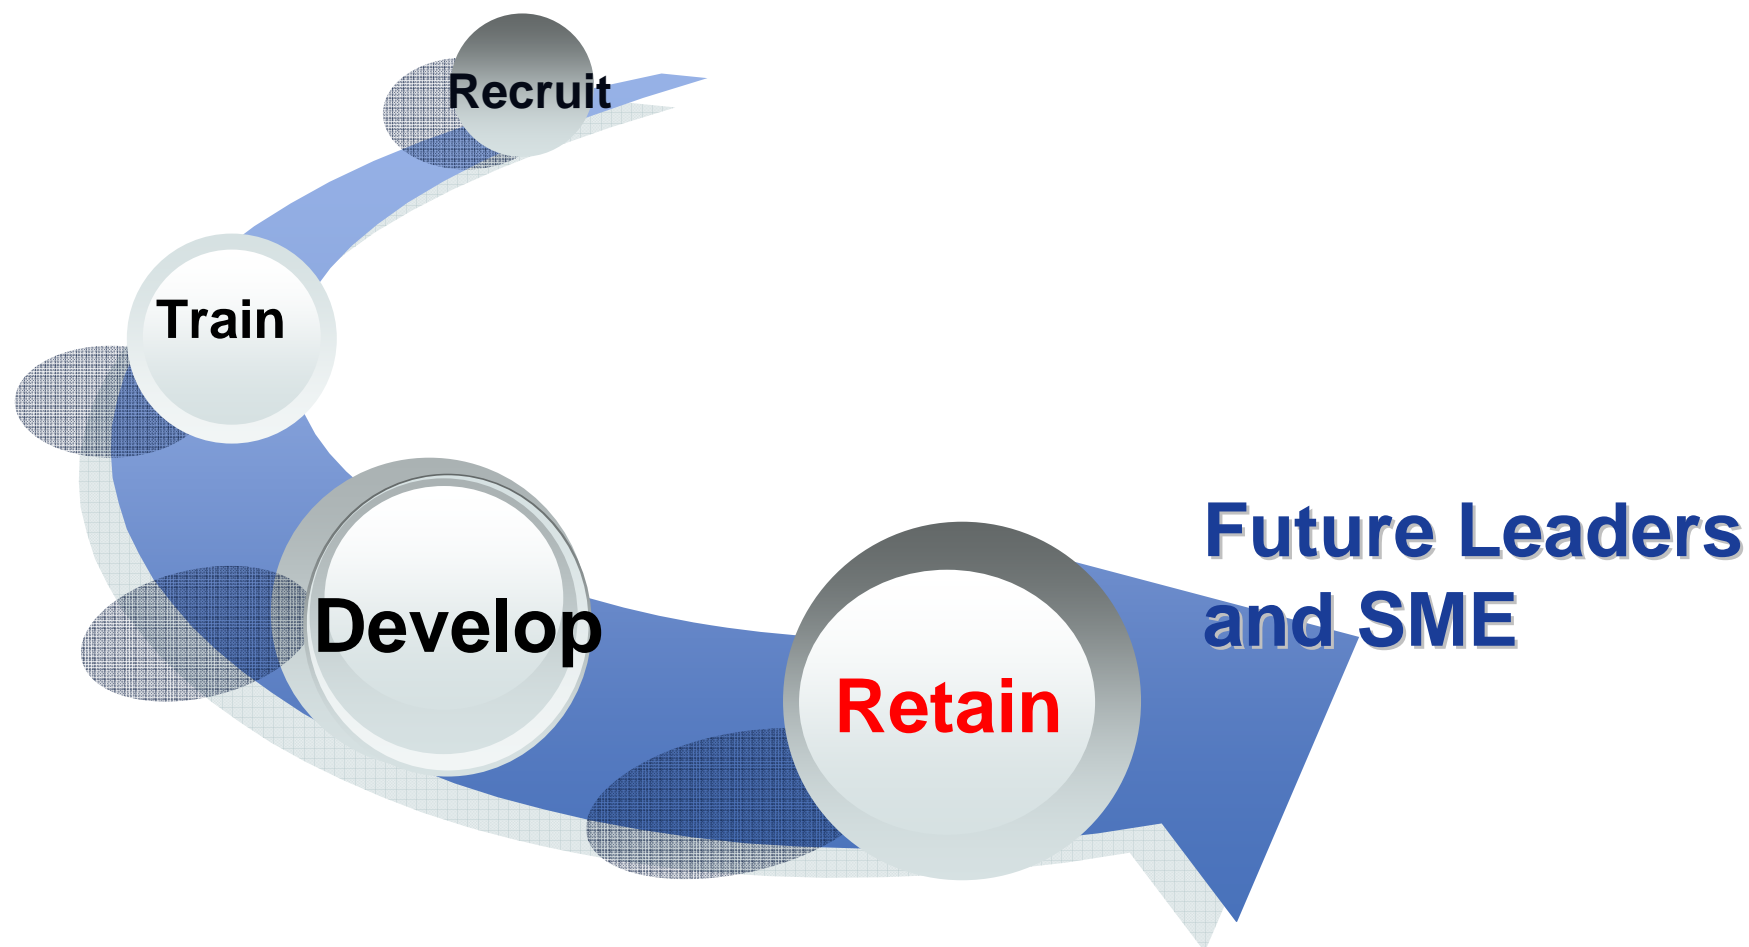 Recruit
Train
Develop
Retain
Future Leaders
and SME